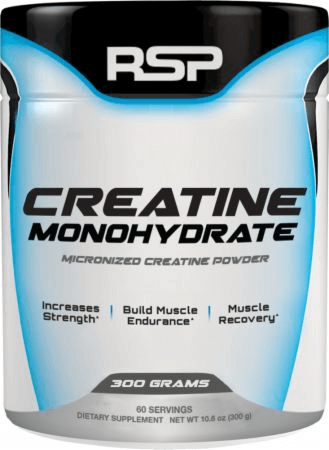 RSP
CREATINE
MONOHYDRATE
MICRONIZED CREATINE POWDER
Increases Strength*
Build Muscle Endurance*
Muscle Recovery*
300 GRAMS
60 SERVINGS
DIETARY SUPPLEMENT NET WT 10.6 oz (300 g)